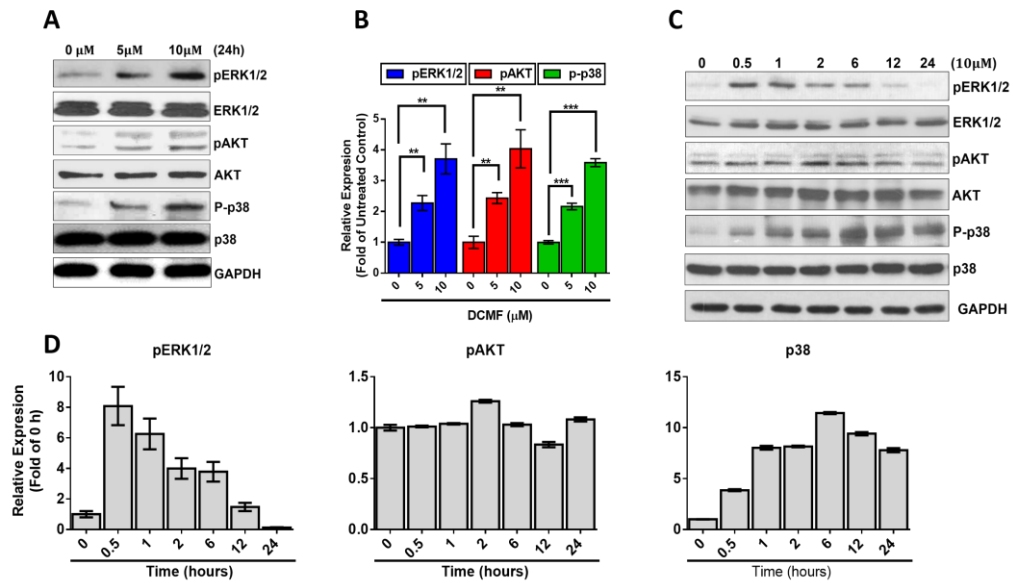 A
0 μM 5μM 10μM (24h)
pERK1/2
ERK1/2
pAKT
AKT
P-p38
p38
GAPDH
B
pERK1/2 pAKT p-p38
Relative Expression
(Fold of Untreated Control)
5
4
3
2
1
0
** ** ** ** *** ***
0 5 10 0 5 10 0 5 10
DCMF (μM)
C
0 0.5 1 2 6 12 24 (10μM)
pERK1/2
ERK1/2
pAKT
AKT
P-p38
p38
GAPDH
D
pERK1/2
Relative Expression
(Fold of 0 h)
10
8
6
4
2
0
0 0.5 1 2 6 12 24
Time (hours)
pAKT
1.5
1.0
0.5
0.0
0 0.5 1 2 6 12 24
Time (hours)
p38
15
10
5
0
0 0.5 1 2 6 12 24
Time (hours)